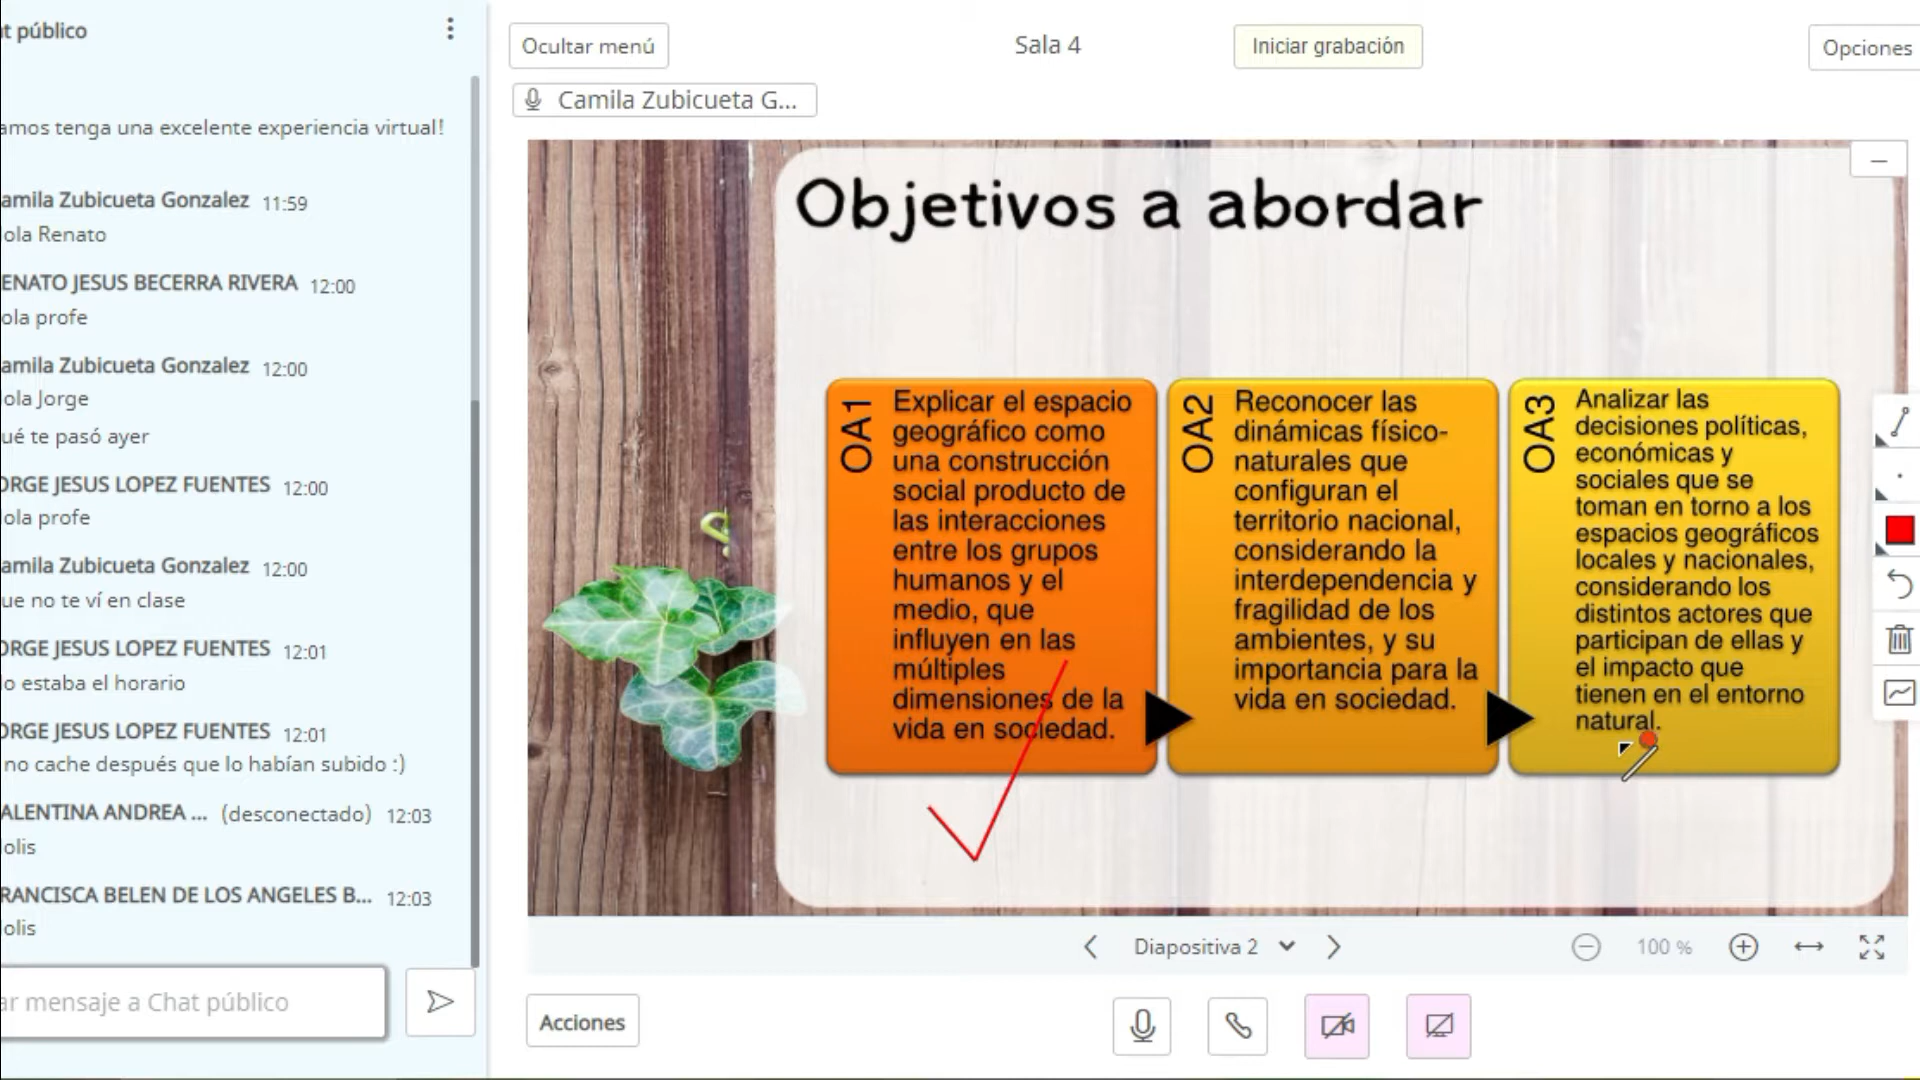 t público
amos tenga una excelente experiencia virtual!
amila Zubicueta Gonzalez 11:59
ola Renato
ENATO JESUS BECERRA RIVERA 12:00
ola profe
amila Zubicueta Gonzalez 12:00
ola Jorge
ué te pasó ayer
ORGE JESUS LOPEZ FUENTES 12:00
ola profe
amila Zubicueta Gonzalez 12:00
ue no te ví en clase
ORGE JESUS LOPEZ FUENTES 12:01
o estaba el horario
ORGE JESUS LOPEZ FUENTES 12:01
no cache después que lo habían subido :)
ALENTINA ANDREA ... (desconectado) 12:03
olis
RANCISCA BELEN DE LOS ANGELES B... 12:03
olis
ar mensaje a Chat público
Ocultar menú
Sala 4
Iniciar grabación
Opciones
Camila Zubicueta G...
Objetivos a abordar
OA1
Explicar el espacio
geográfico como
una construcción
social producto de
las interacciones
entre los grupos
humanos y el
medio, que
influyen en las
múltiples
dimensiones de la
vida en sociedad.
OA2
Reconocer las
dinámicas físico-
naturales que
configuran el
territorio nacional,
considerando la
interdependencia y
fragilidad de los
ambientes, y su
importancia para la
vida en sociedad.
OA3
Analizar las
decisiones políticas,
económicas y
sociales que se
toman en torno a los
espacios geográficos
locales y nacionales,
considerando los
distintos actores que
participan de ellas y
el impacto que
tienen en el entorno
natural.
Diapositiva 2
100 %
Acciones